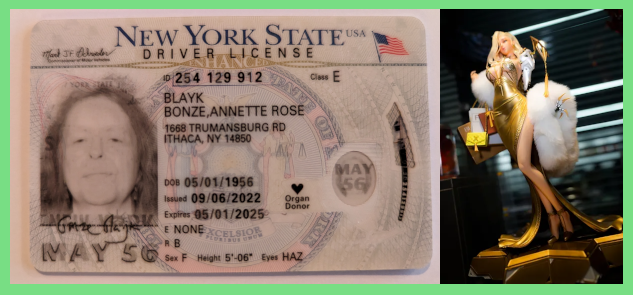 NEW YORK STATE USA
DRIVER LICENSE
ENHANCED
ID 254 129 912 Class E
BLAYK
BONZE,ANNETTE ROSE
1668 TRUMANSBURG RD
ITHACA, NY 14850
DOB 05/01/1956
Issued 09/06/2022
Expires 05/01/2025
E NONE
R B
Sex F Height 5'-06" Eyes HAZ
Organ
Donor
MAY
56
EXCELSIOR
MAY 56